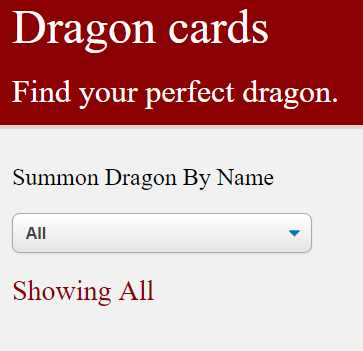 Dragon cards
Find your perfect dragon.
Summon Dragon By Name
All
Showing All